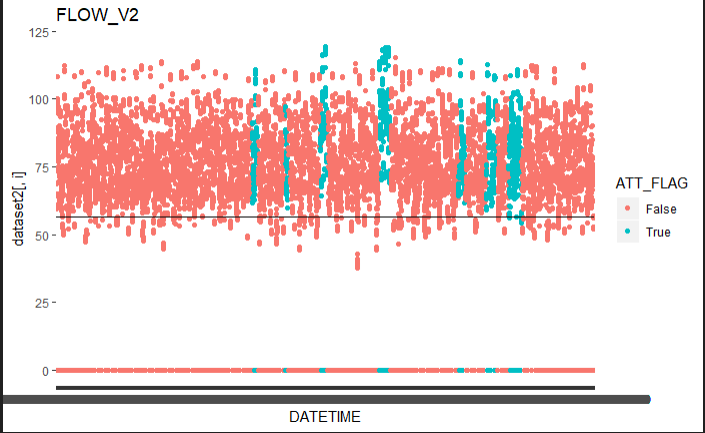 FLOW_V2
125
100
75
50
25
0
dataset2[, i]
DATETIME
ATT_FLAG
False
True